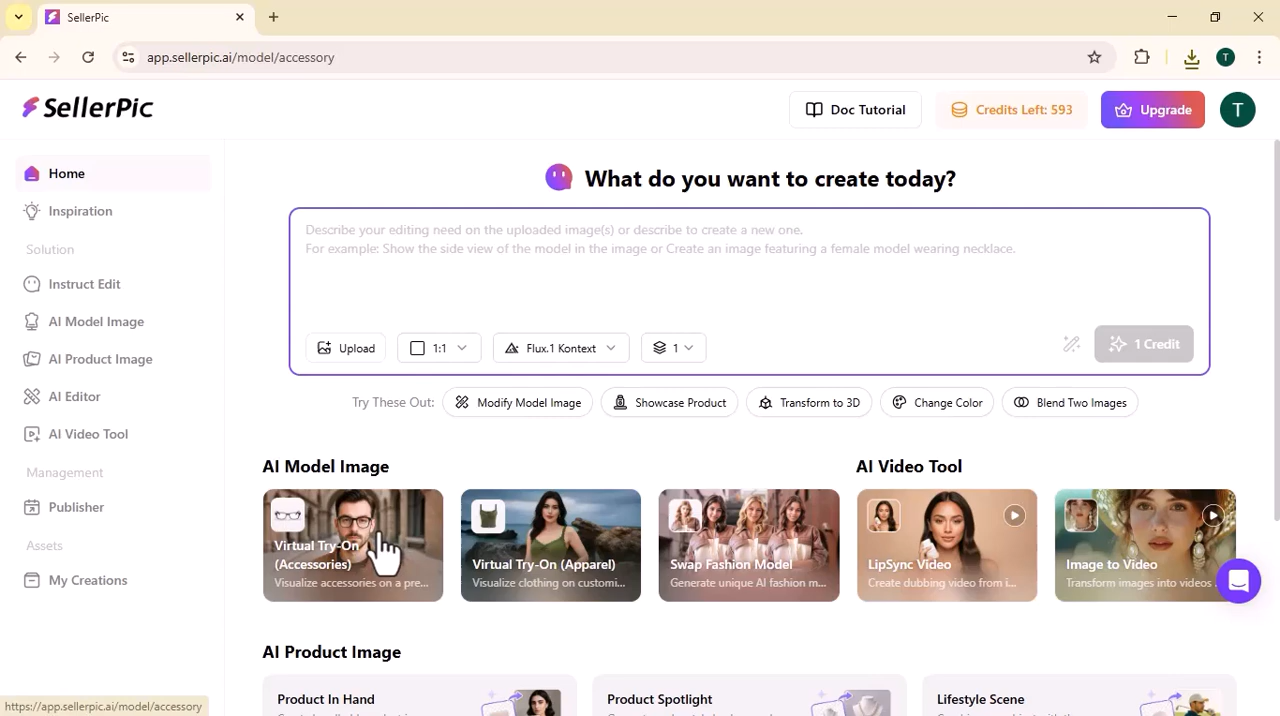 SellerPic
app.sellerpic.ai/model/accessory
T
SellerPic
Doc Tutorial
Credits Left: 593
Upgrade
T
Home
Inspiration
Solution
Instruct Edit
AI Model Image
AI Product Image
AI Editor
AI Video Tool
Management
Publisher
Assets
My Creations
What do you want to create today?
Describe your editing need on the uploaded image(s) or describe to create a new one.
For example: Show the side view of the model in the image or Create an image featuring a female model wearing necklace.
Upload
1:1
Flux.1 Kontext
1
1 Credit
Try These Out:
Modify Model Image
Showcase Product
Transform to 3D
Change Color
Blend Two Images
AI Model Image
AI Video Tool
Virtual Try-On
(Accessories)
Visualize accessories on a pre...
Virtual Try-On (Apparel)
Visualize clothing on customi...
Swap Fashion Model
Generate unique AI fashion m...
LipSync Video
Create dubbing video from i...
Image to Video
Transform images into videos
AI Product Image
Product In Hand
Product Spotlight
Lifestyle Scene
https://app.sellerpic.ai/model/accessory